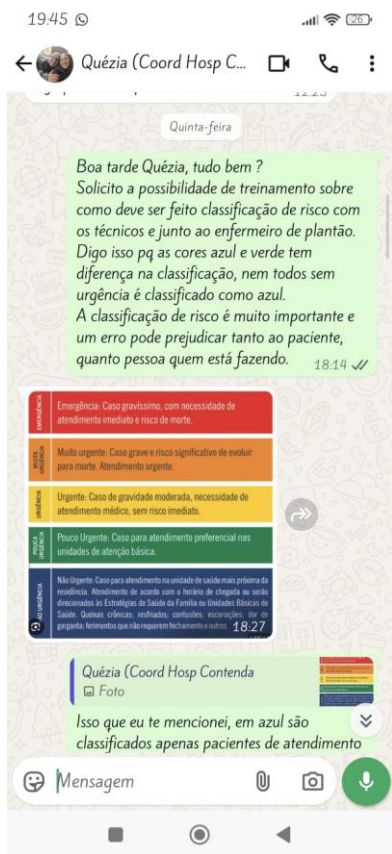 19:45
26
Quézia (Coord Hosp C...
12:23
Quinta-feira
Boa tarde Quézia, tudo bem ?
Solicito a possibilidade de treinamento sobre
como deve ser feito classificação de risco com
os técnicos e junto ao enfermeiro de plantão.
Digo isso pq as cores azul e verde tem
diferença na classificação, nem todos sem
urgência é classificado como azul.
A classificação de risco é muito importante e
um erro pode prejudicar tanto ao paciente,
quanto pessoa quem está fazendo. 18:14
EMERGÊNCIA
Emergência: Caso gravíssimo, com necessidade de
atendimento imediato e risco de morte.
MUITA URGÊNCIA
Muito urgente: Caso grave e risco significativo de evoluir
para morte. Atendimento urgente.
URGÊNCIA
Urgente: Caso de gravidade moderada, necessidade de
atendimento médico, sem risco imediato.
POUCA URGÊNCIA
Pouco Urgente: Caso para atendimento preferencial nas
unidades de atenção básica.
URGÊNCIA
Não Urgente: Caso para atendimento na unidade de saúde mais próxima da
residência. Atendimento de acordo com o horário de chegada ou serão
direcionados às Estratégias de Saúde da Família ou Unidades Básicas de
Saúde. Queixas crônicas; resfriados; contusões; escoriações; dor de
garganta; ferimentos que não requerem fechamento e outros. 18:27
Quézia (Coord Hosp Contenda
Foto
Isso que eu te mencionei, em azul são
classificados apenas pacientes de atendimento
Mensagem